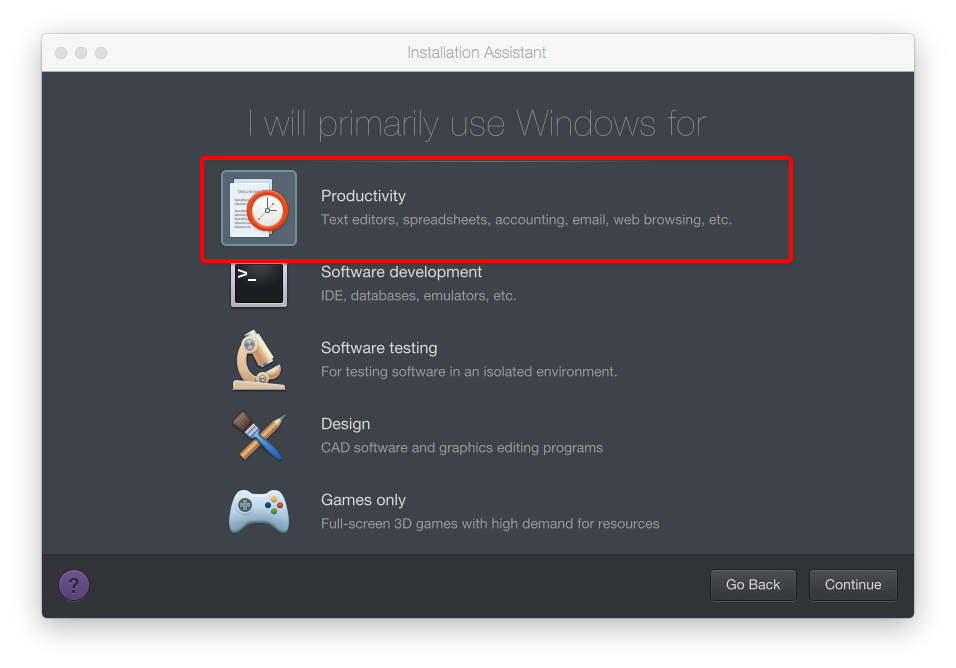 Installation Assistant
I will primarily use Windows for
Productivity
Text editors, spreadsheets, accounting, email, web browsing, etc.
>_
Software development
IDE, databases, emulators, etc.
Software testing
For testing software in an isolated environment.
Design
CAD software and graphics editing programs
Games only
Full-screen 3D games with high demand for resources
?
Go Back
Continue